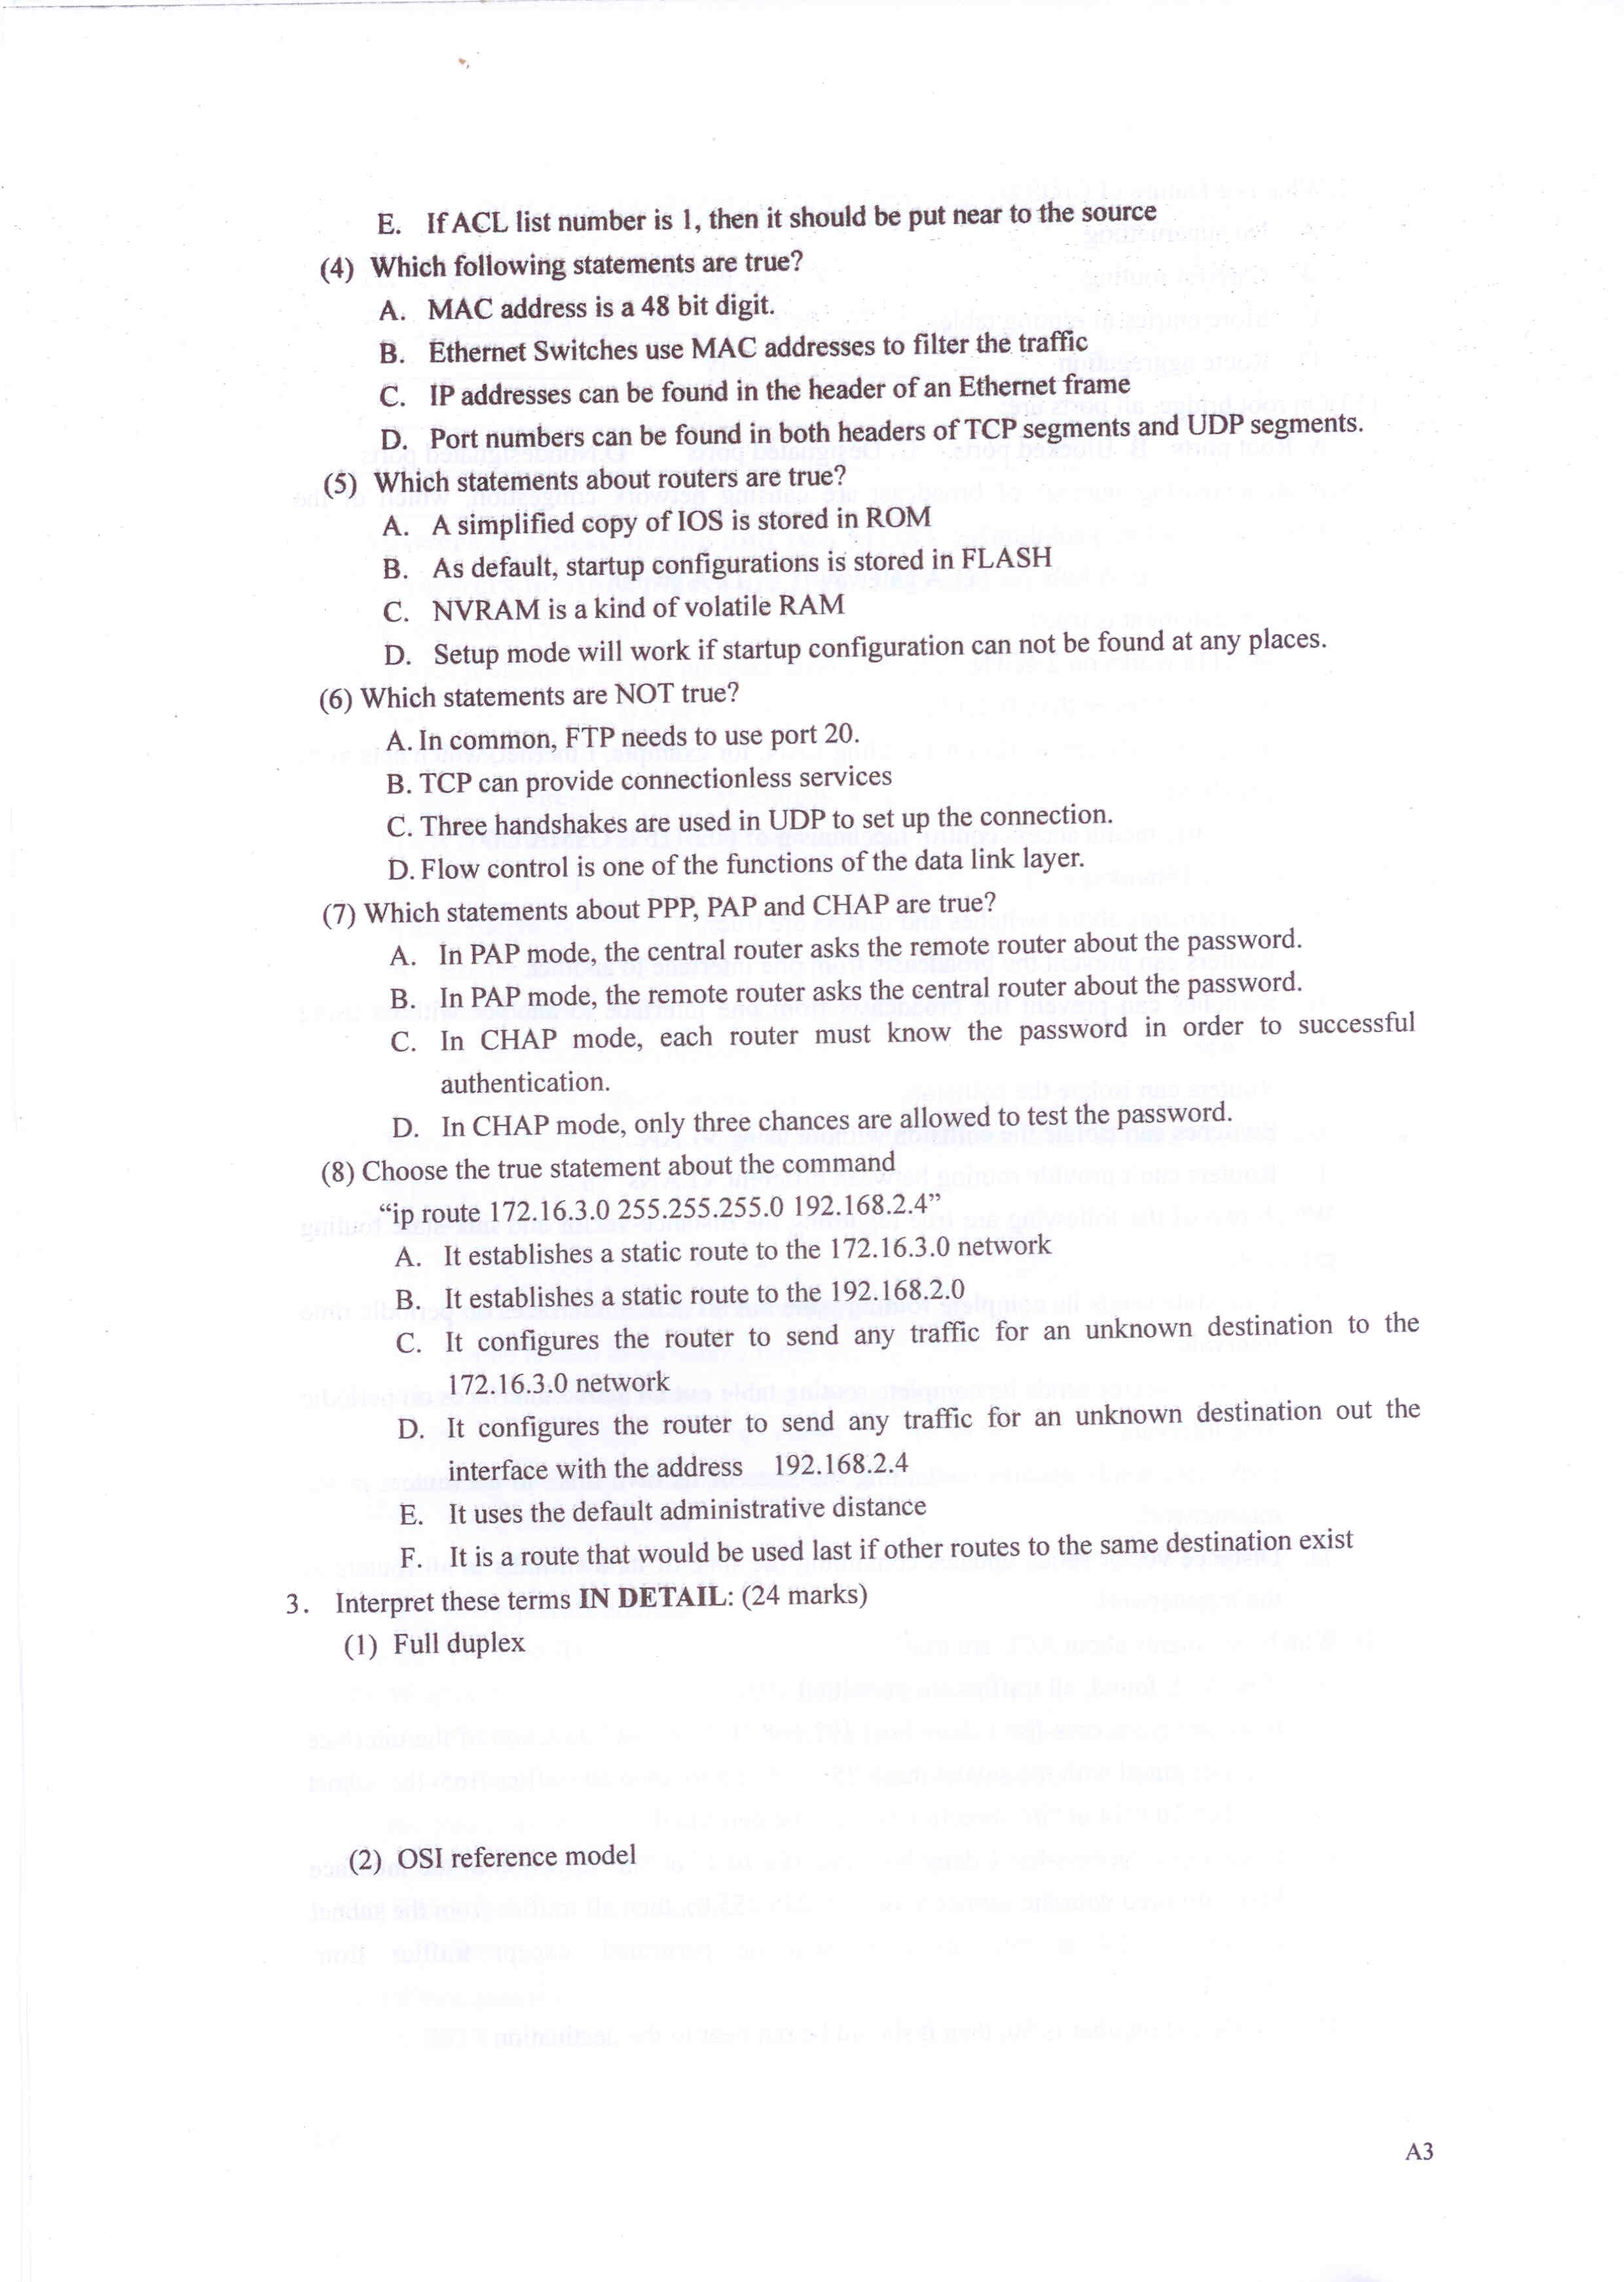 E. If ACL list number is 1, then it should be put near to the source
(4) Which following statements are true?
A. MAC address is a 48 bit digit.
B. Ethernet Switches use MAC addresses to filter the traffic
C. IP addresses can be found in the header of an Ethernet frame
D. Port numbers can be found in both headers of TCP segments and UDP segments.
(5) Which statements about routers are true?
A. A simplified copy of IOS is stored in ROM
B. As default, startup configurations is stored in FLASH
C. NVRAM is a kind of volatile RAM
D. Setup mode will work if startup configuration can not be found at any places.
(6) Which statements are NOT true?
A. In common, FTP needs to use port 20.
B. TCP can provide connectionless services
C. Three handshakes are used in UDP to set up the connection.
D. Flow control is one of the functions of the data link layer.
(7) Which statements about PPP, PAP and CHAP are true?
A. In PAP mode, the central router asks the remote router about the password.
B. In PAP mode, the remote router asks the central router about the password.
C. In CHAP mode, each router must know the password in order to successful
authentication.
D. In CHAP mode, only three chances are allowed to test the password.
(8) Choose the true statement about the command
“ip route 172.16.3.0 255.255.255.0 192.168.2.4”
A. It establishes a static route to the 172.16.3.0 network
B. It establishes a static route to the 192.168.2.0
C. It configures the router to send any traffic for an unknown destination to the
172.16.3.0 network
D. It configures the router to send any traffic for an unknown destination out the
interface with the address 192.168.2.4
E. It uses the default administrative distance
F. It is a route that would be used last if other routes to the same destination exist
3. Interpret these terms IN DETAIL: (24 marks)
(1) Full duplex
(2) OSI reference model
A3